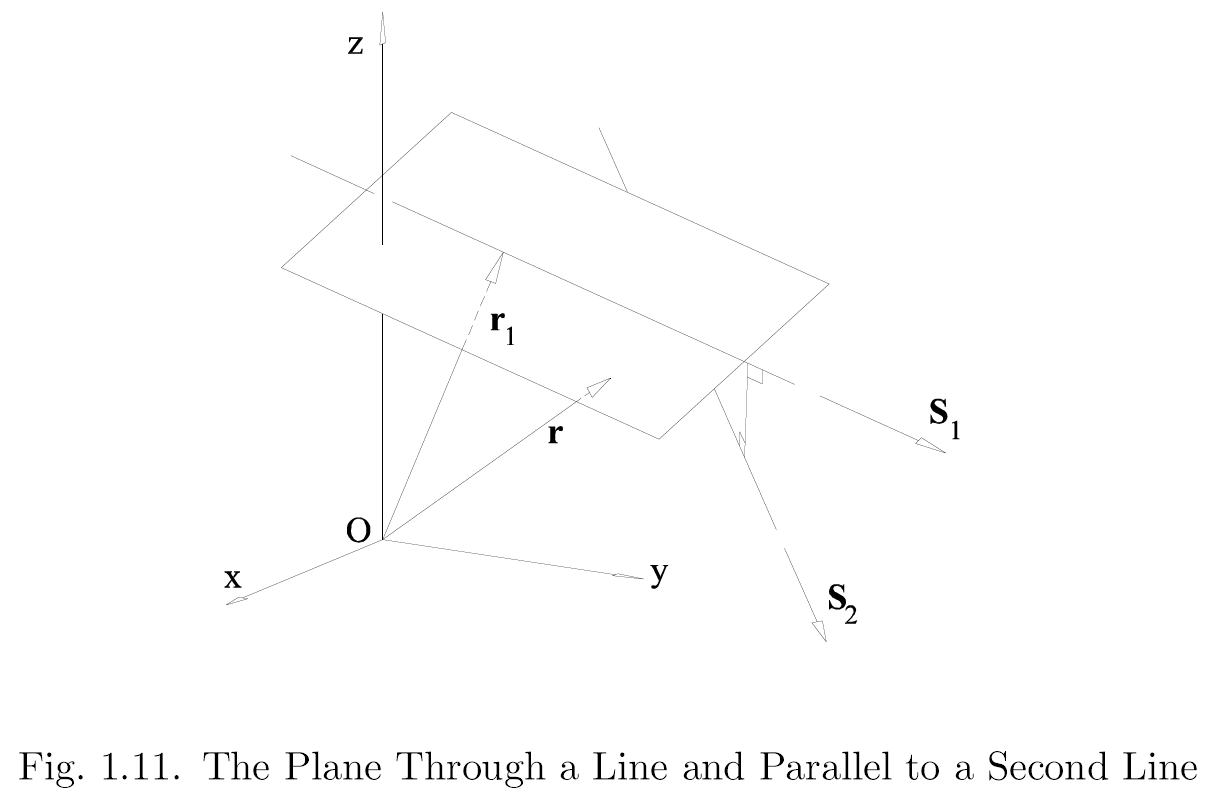 z
r1
S1
r
O
x
y
S2
Fig. 1.11. The Plane Through a Line and Parallel to a Second Line